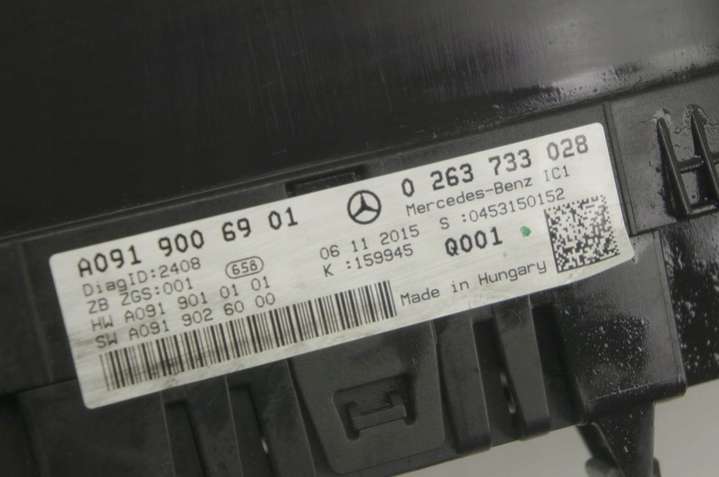 A091 900 69 01
0 263 733 028
Mercedes-Benz IC1
DiagID:2408
658
06 11 2015
S :0453150152
ZB ZGS:001
K :159945
Q001
HW A091 901 01 01
SW A091 902 60 00
Made in Hungary